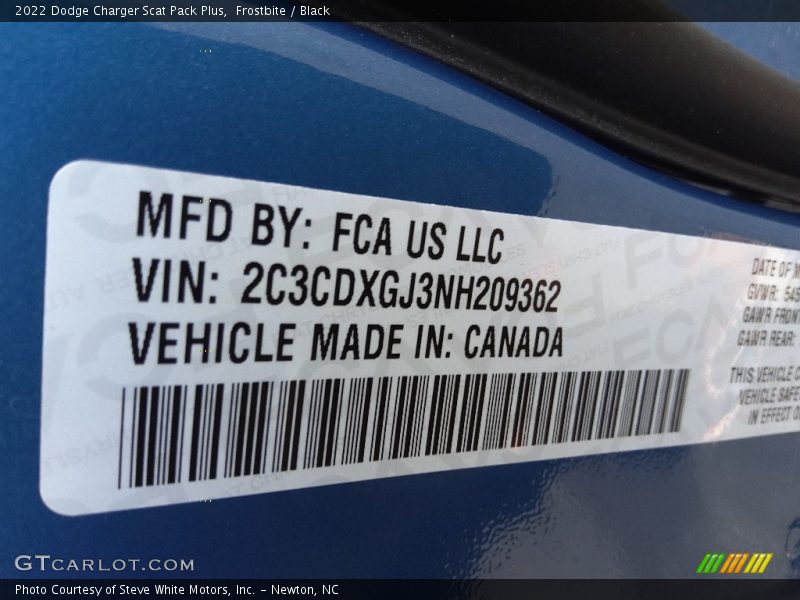 2022 Dodge Charger Scat Pack Plus, Frostbite / Black
MFD BY: FCA US LLC
VIN: 2C3CDXGJ3NH209362
VEHICLE MADE IN: CANADA
DATE OF
GVWR:
GAWR FRONT
GAWR REAR:
THIS VEHICLE
VEHICLE SAFE
IN EFFECT
GTCARLOT.COM
Photo Courtesy of Steve White Motors, Inc. – Newton, NC